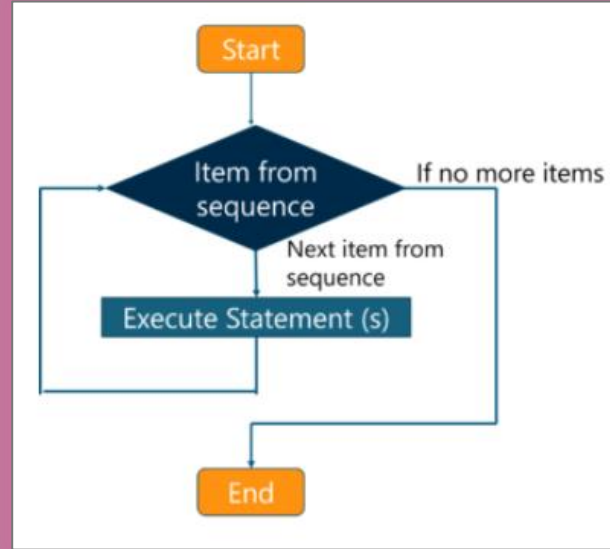 Start
Item from
sequence
If no more items
Next item from
sequence
Execute Statement (s)
End